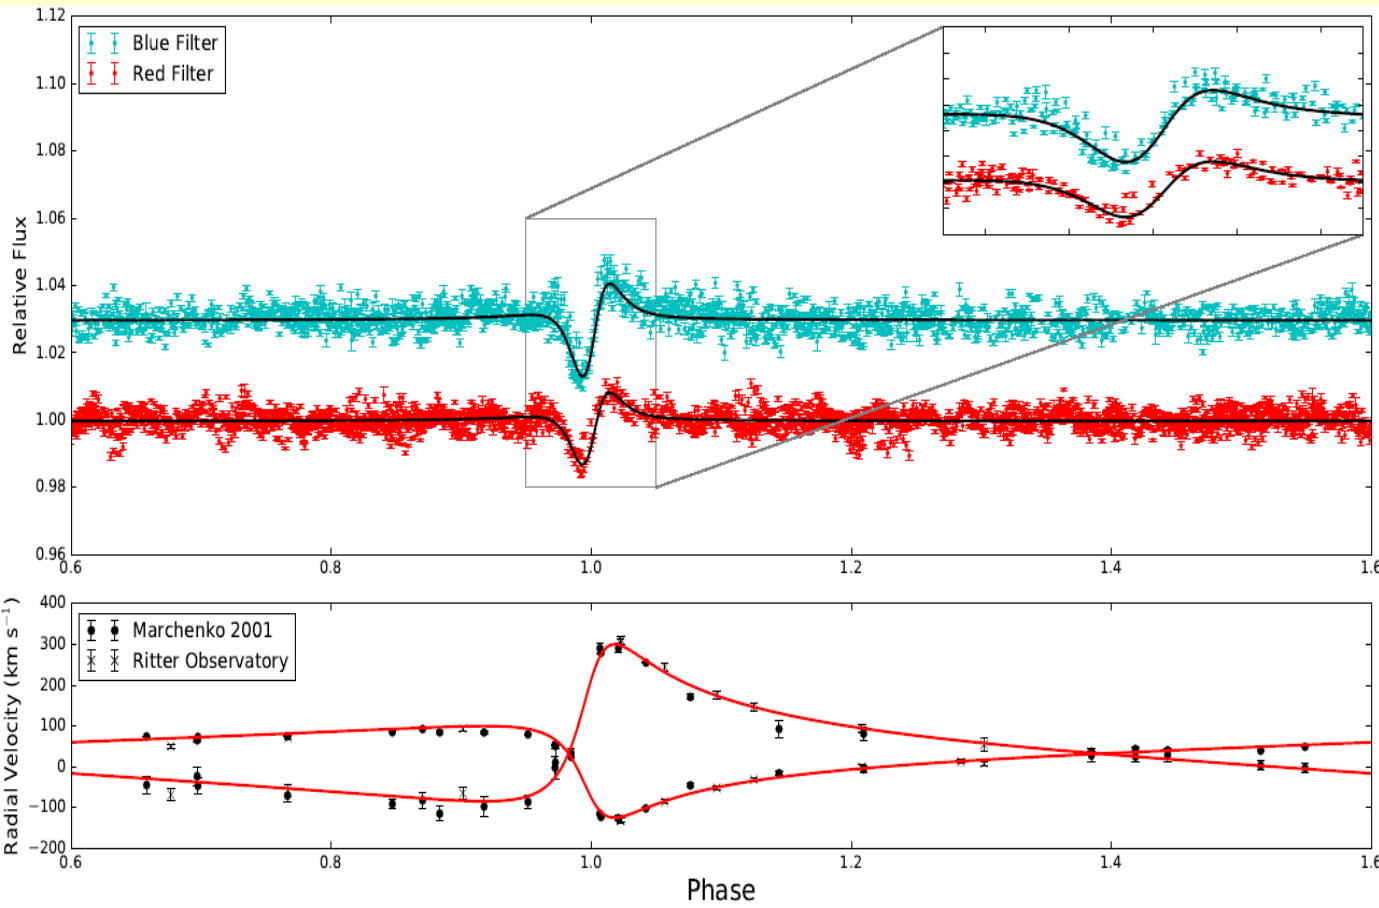 1.12
1.10
1.08
1.06
1.04
1.02
1.00
0.98
0.96
Relative Flux
Blue Filter
Red Filter
0.6 0.8 1.0 1.2 1.4 1.6
400
300
200
100
0
−100
−200
Radial Velocity (km s⁻¹)
Marchenko 2001
Ritter Observatory
0.6 0.8 1.0 1.2 1.4 1.6
Phase